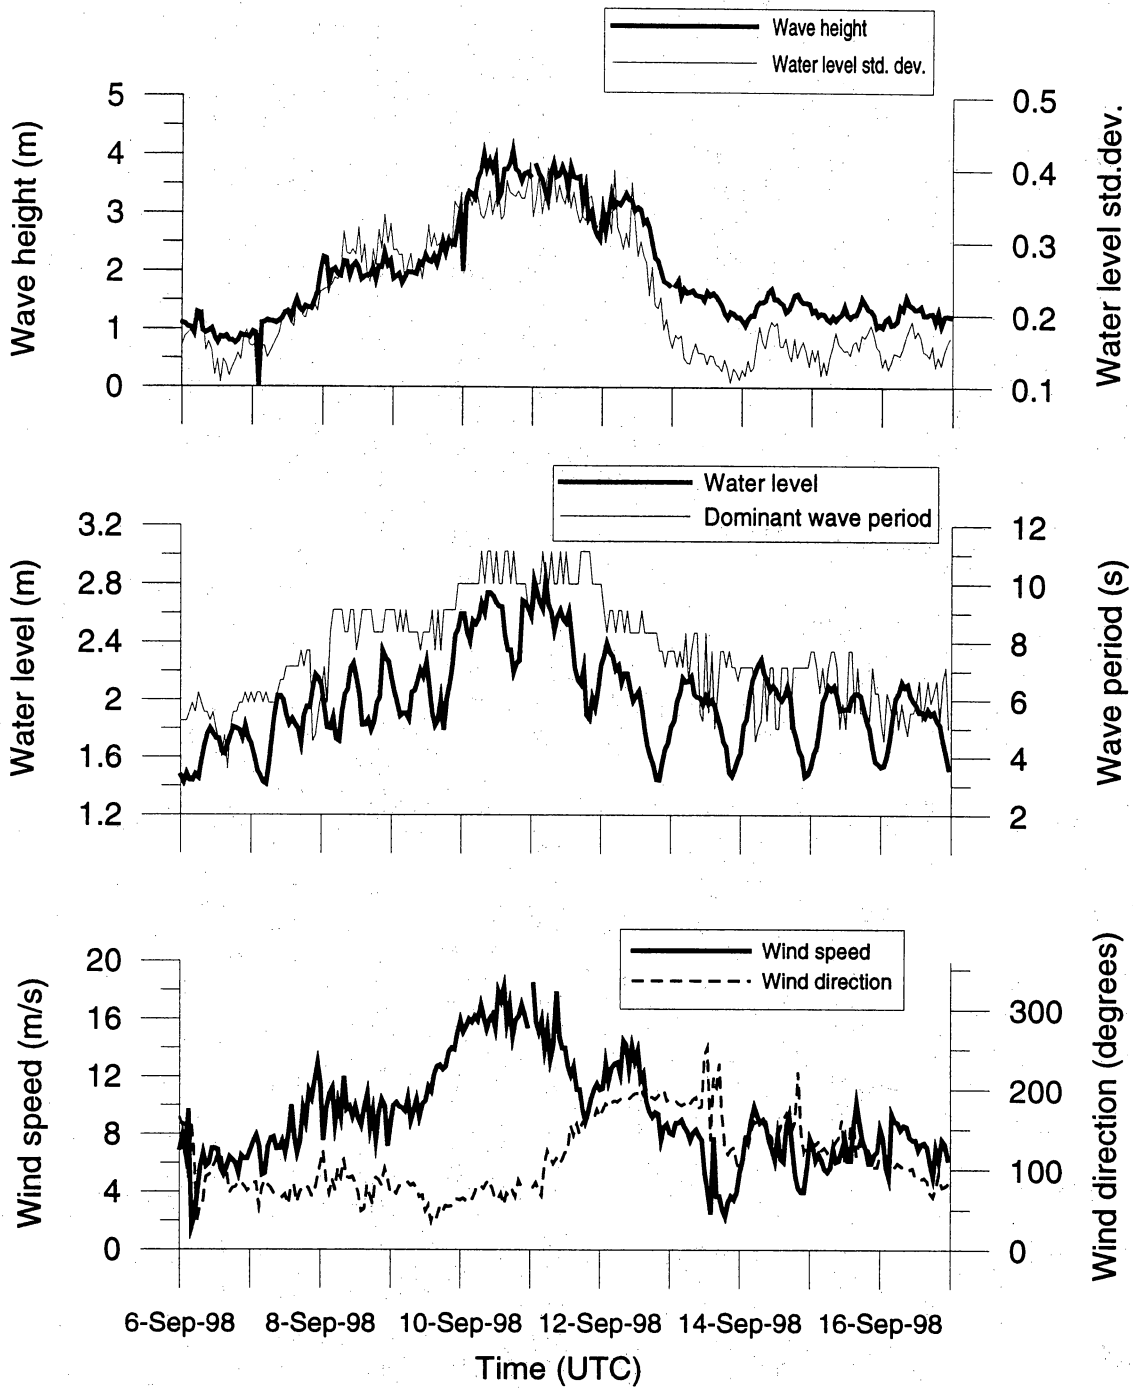 Wave height
Water level std. dev.
Wave height (m)
5
4
3
2
1
0
0.5
0.4
0.3
0.2
0.1
Water level std.dev.
Water level
Dominant wave period
Water level (m)
3.2
2.8
2.4
2
1.6
1.2
12
10
8
6
4
2
Wave period (s)
Wind speed
Wind direction
Wind speed (m/s)
20
16
12
8
4
0
300
200
100
0
Wind direction (degrees)
6-Sep-98 8-Sep-98 10-Sep-98 12-Sep-98 14-Sep-98 16-Sep-98
Time (UTC)